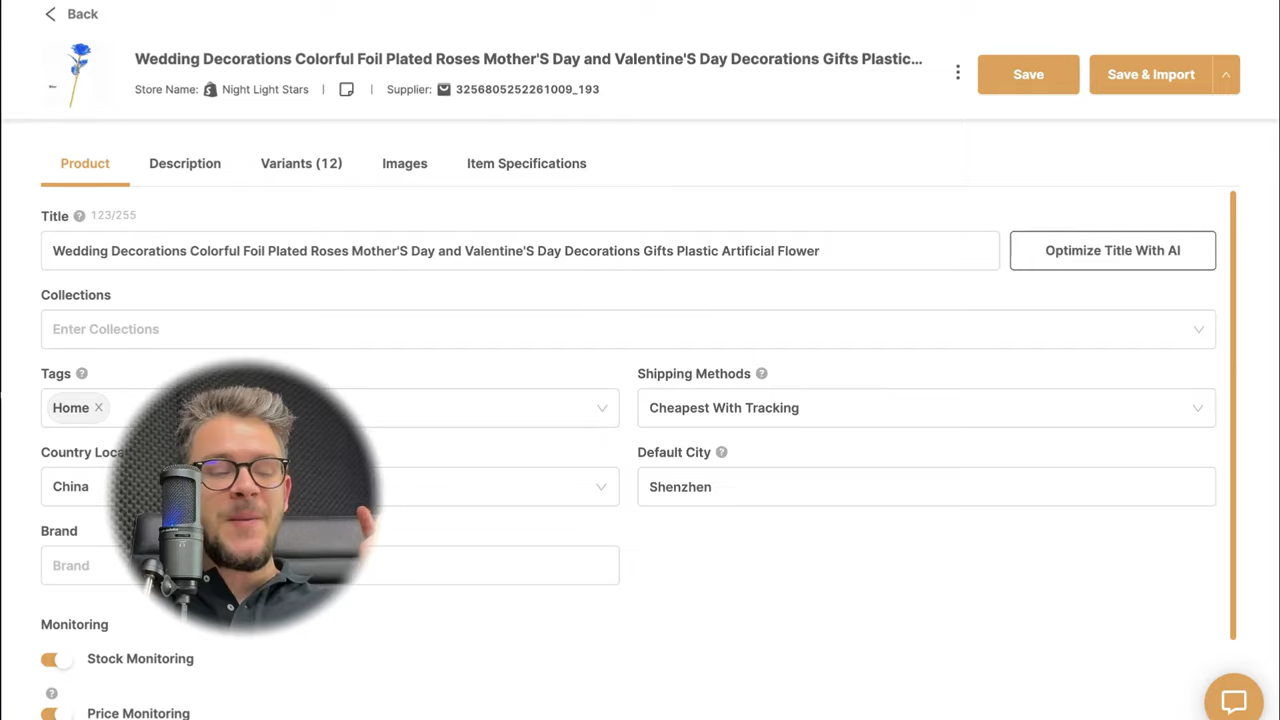 Back
Wedding Decorations Colorful Foil Plated Roses Mother'S Day and Valentine'S Day Decorations Gifts Plastic...
Store Name: Night Light Stars | | Supplier: 3256805252261009_193
Save
Save & Import
Product
Description
Variants (12)
Images
Item Specifications
Title ? 123/255
Wedding Decorations Colorful Foil Plated Roses Mother'S Day and Valentine'S Day Decorations Gifts Plastic Artificial Flower
Optimize Title With AI
Collections
Enter Collections
Tags ?
Shipping Methods ?
Home
Cheapest With Tracking
Country Loca
Default City ?
China
Shenzhen
Brand
Brand
Monitoring
Stock Monitoring
?
Price Monitoring